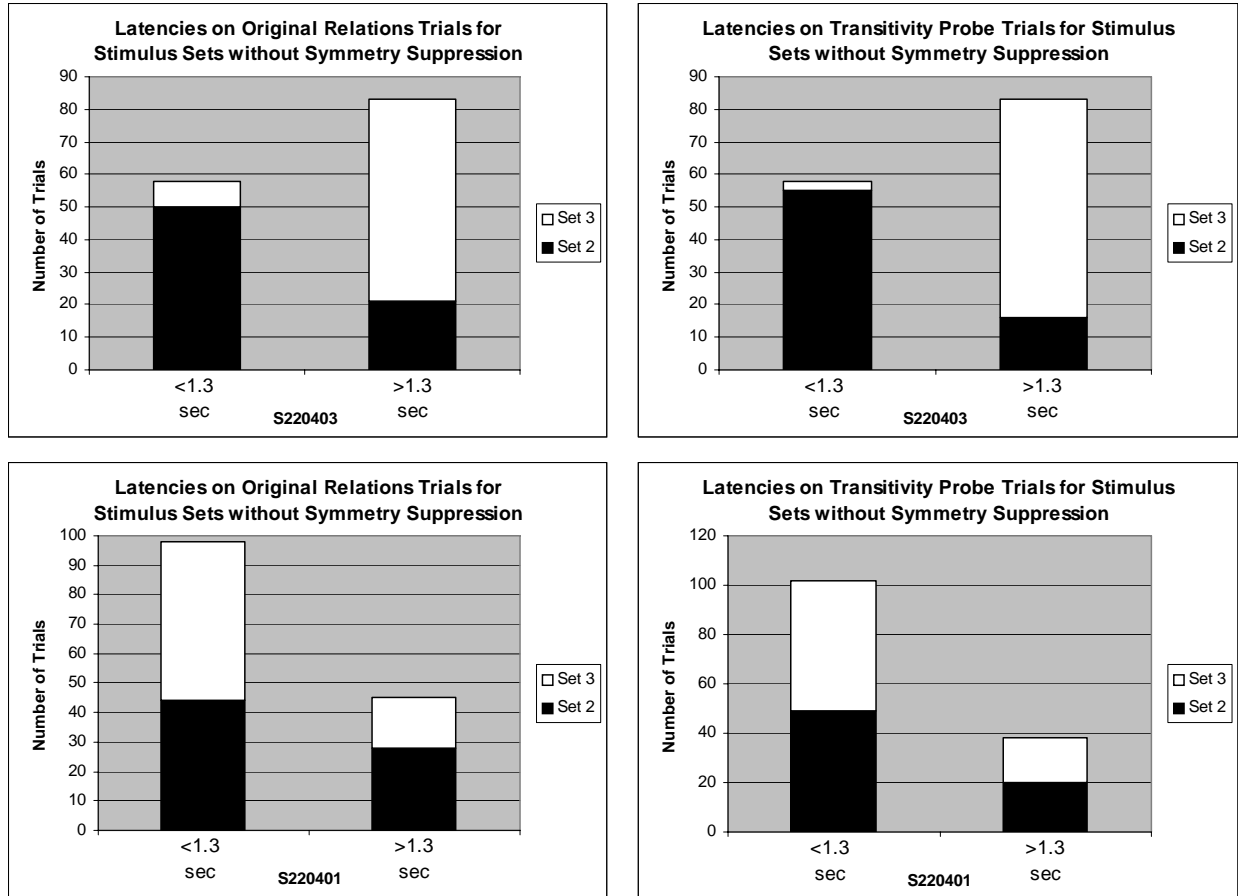 Latencies on Original Relations Trials for
Stimulus Sets without Symmetry Suppression
90
80
70
60
50
40
30
20
10
0
Number of Trials
<1.3
sec
>1.3
sec
S220403
Set 3
Set 2
Latencies on Transitivity Probe Trials for Stimulus
Sets without Symmetry Suppression
90
80
70
60
50
40
30
20
10
0
Number of Trials
<1.3
sec
>1.3
sec
S220403
Set 3
Set 2
Latencies on Original Relations Trials for
Stimulus Sets without Symmetry Suppression
100
90
80
70
60
50
40
30
20
10
0
Number of Trials
<1.3
sec
>1.3
sec
S220401
Set 3
Set 2
Latencies on Transitivity Probe Trials for Stimulus
Sets without Symmetry Suppression
120
100
80
60
40
20
0
Number of Trials
<1.3
sec
>1.3
sec
S220401
Set 3
Set 2